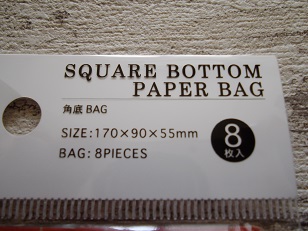 SQUARE BOTTOM
PAPER BAG
角底 BAG
SIZE:170×90×55mm
BAG: 8PIECES
8
枚入